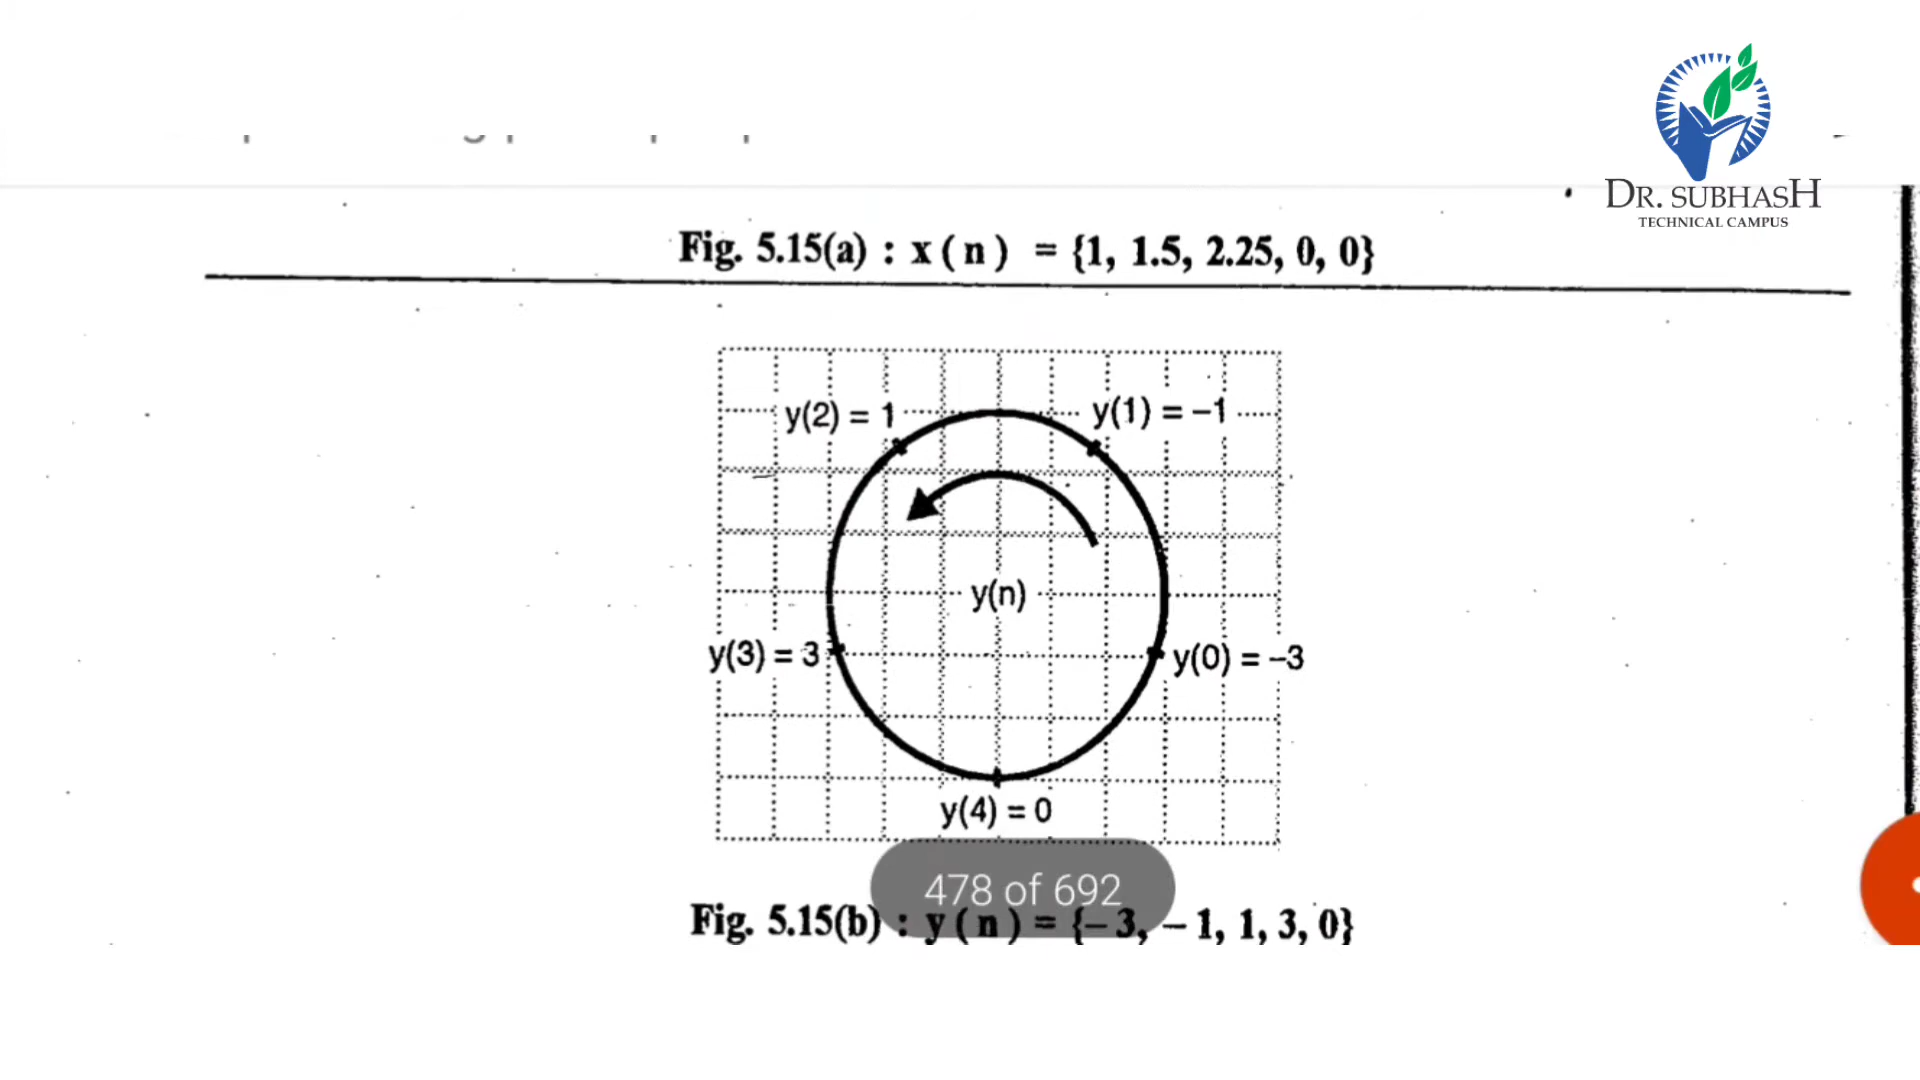 DR. SUBHASH
TECHNICAL CAMPUS
Fig. 5.15(a) : x ( n ) = {1, 1.5, 2.25, 0, 0}
y(2) = 1
y(1) = –1
y(n)
y(3) = 3
y(0) = –3
y(4) = 0
478 of 692
Fig. 5.15(b) : y ( n ) = {– 3, – 1, 1, 3, 0}